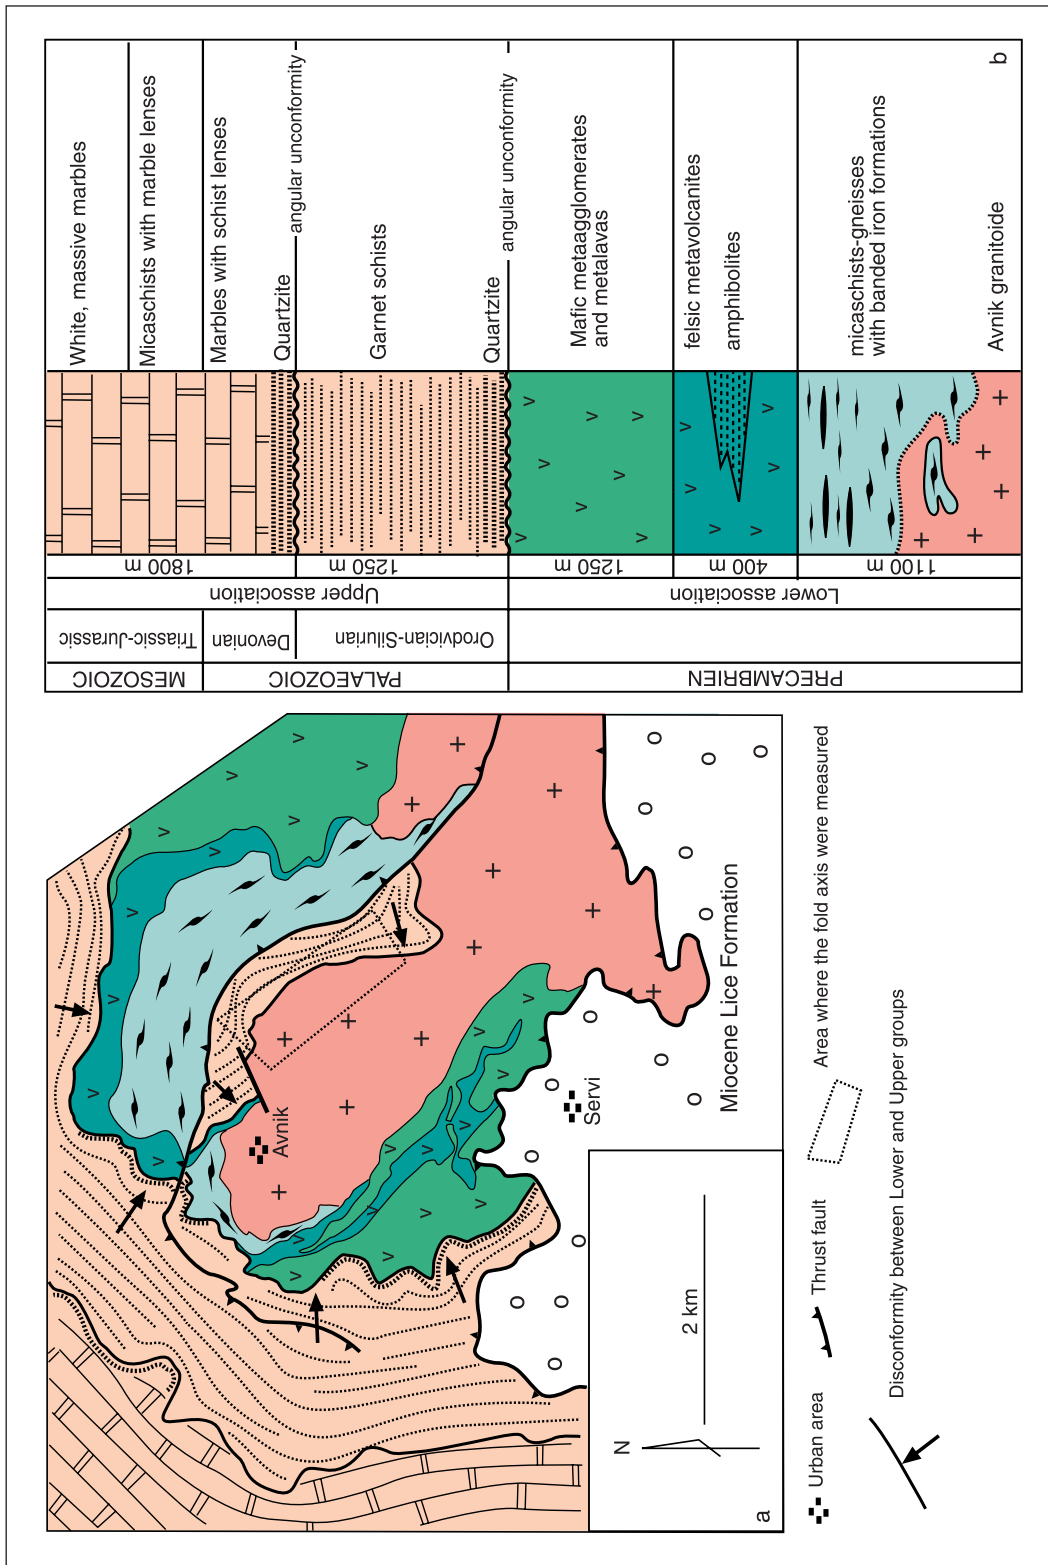 White, massive marbles
Micaschists with marble lenses
Marbles with schist lenses
Quartzite
angular unconformity
Garnet schists
Quartzite
angular unconformity
Mafic metaagglomerates
and metalavas
felsic metavolcanites
amphibolites
micaschists-gneisses
with banded iron formations
Avnik granitoide
b
1800 m
1250 m
1250 m
400 m
1100 m
Upper association
Lower association
Triassic-Jurassic
Devonian
Orodvician-Silurian
MESOZOIC
PALAEOZOIC
PRECAMBRIEN
Avnik
Servi
Miocene Lice Formation
N
2 km
a
Urban area
Thrust fault
Area where the fold axis were measured
Disconformity between Lower and Upper groups